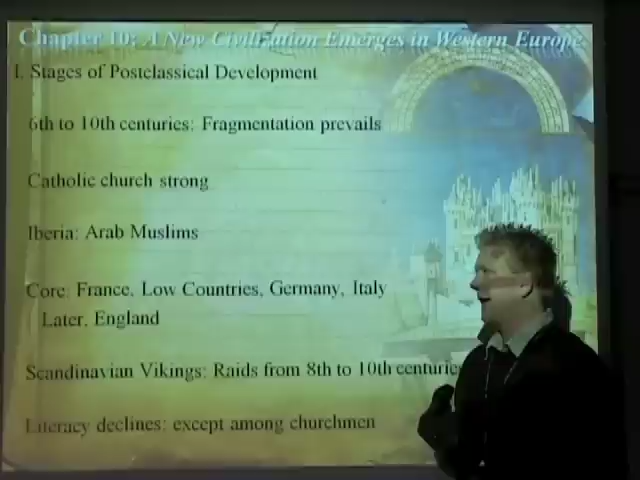 Chapter 10: A New Civilization Emerges in Western Europe
I. Stages of Postclassical Development
6th to 10th centuries: Fragmentation prevails
Catholic church strong
Iberia: Arab Muslims
Core: France, Low Countries, Germany, Italy
Later, England
Scandinavian Vikings: Raids from 8th to 10th centuries
Literacy declines: except among churchmen